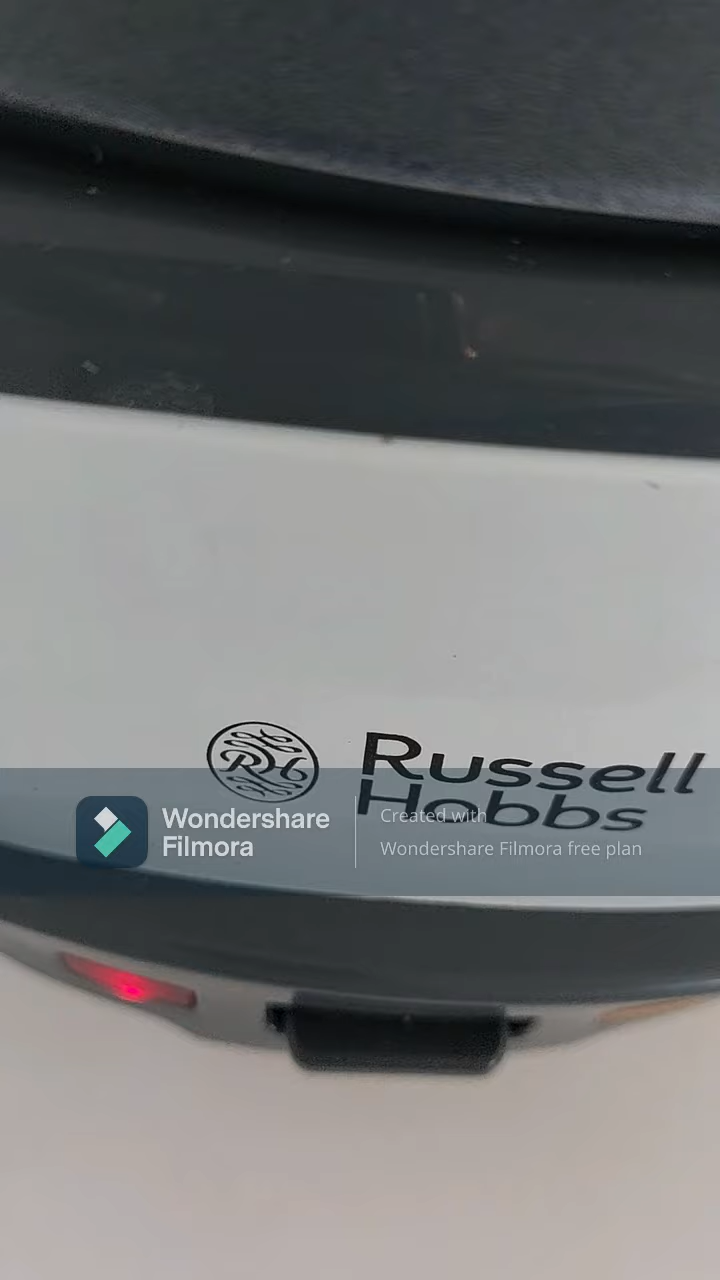 Russell
Hobbs
Wondershare
Filmora
Created with
Wondershare Filmora free plan